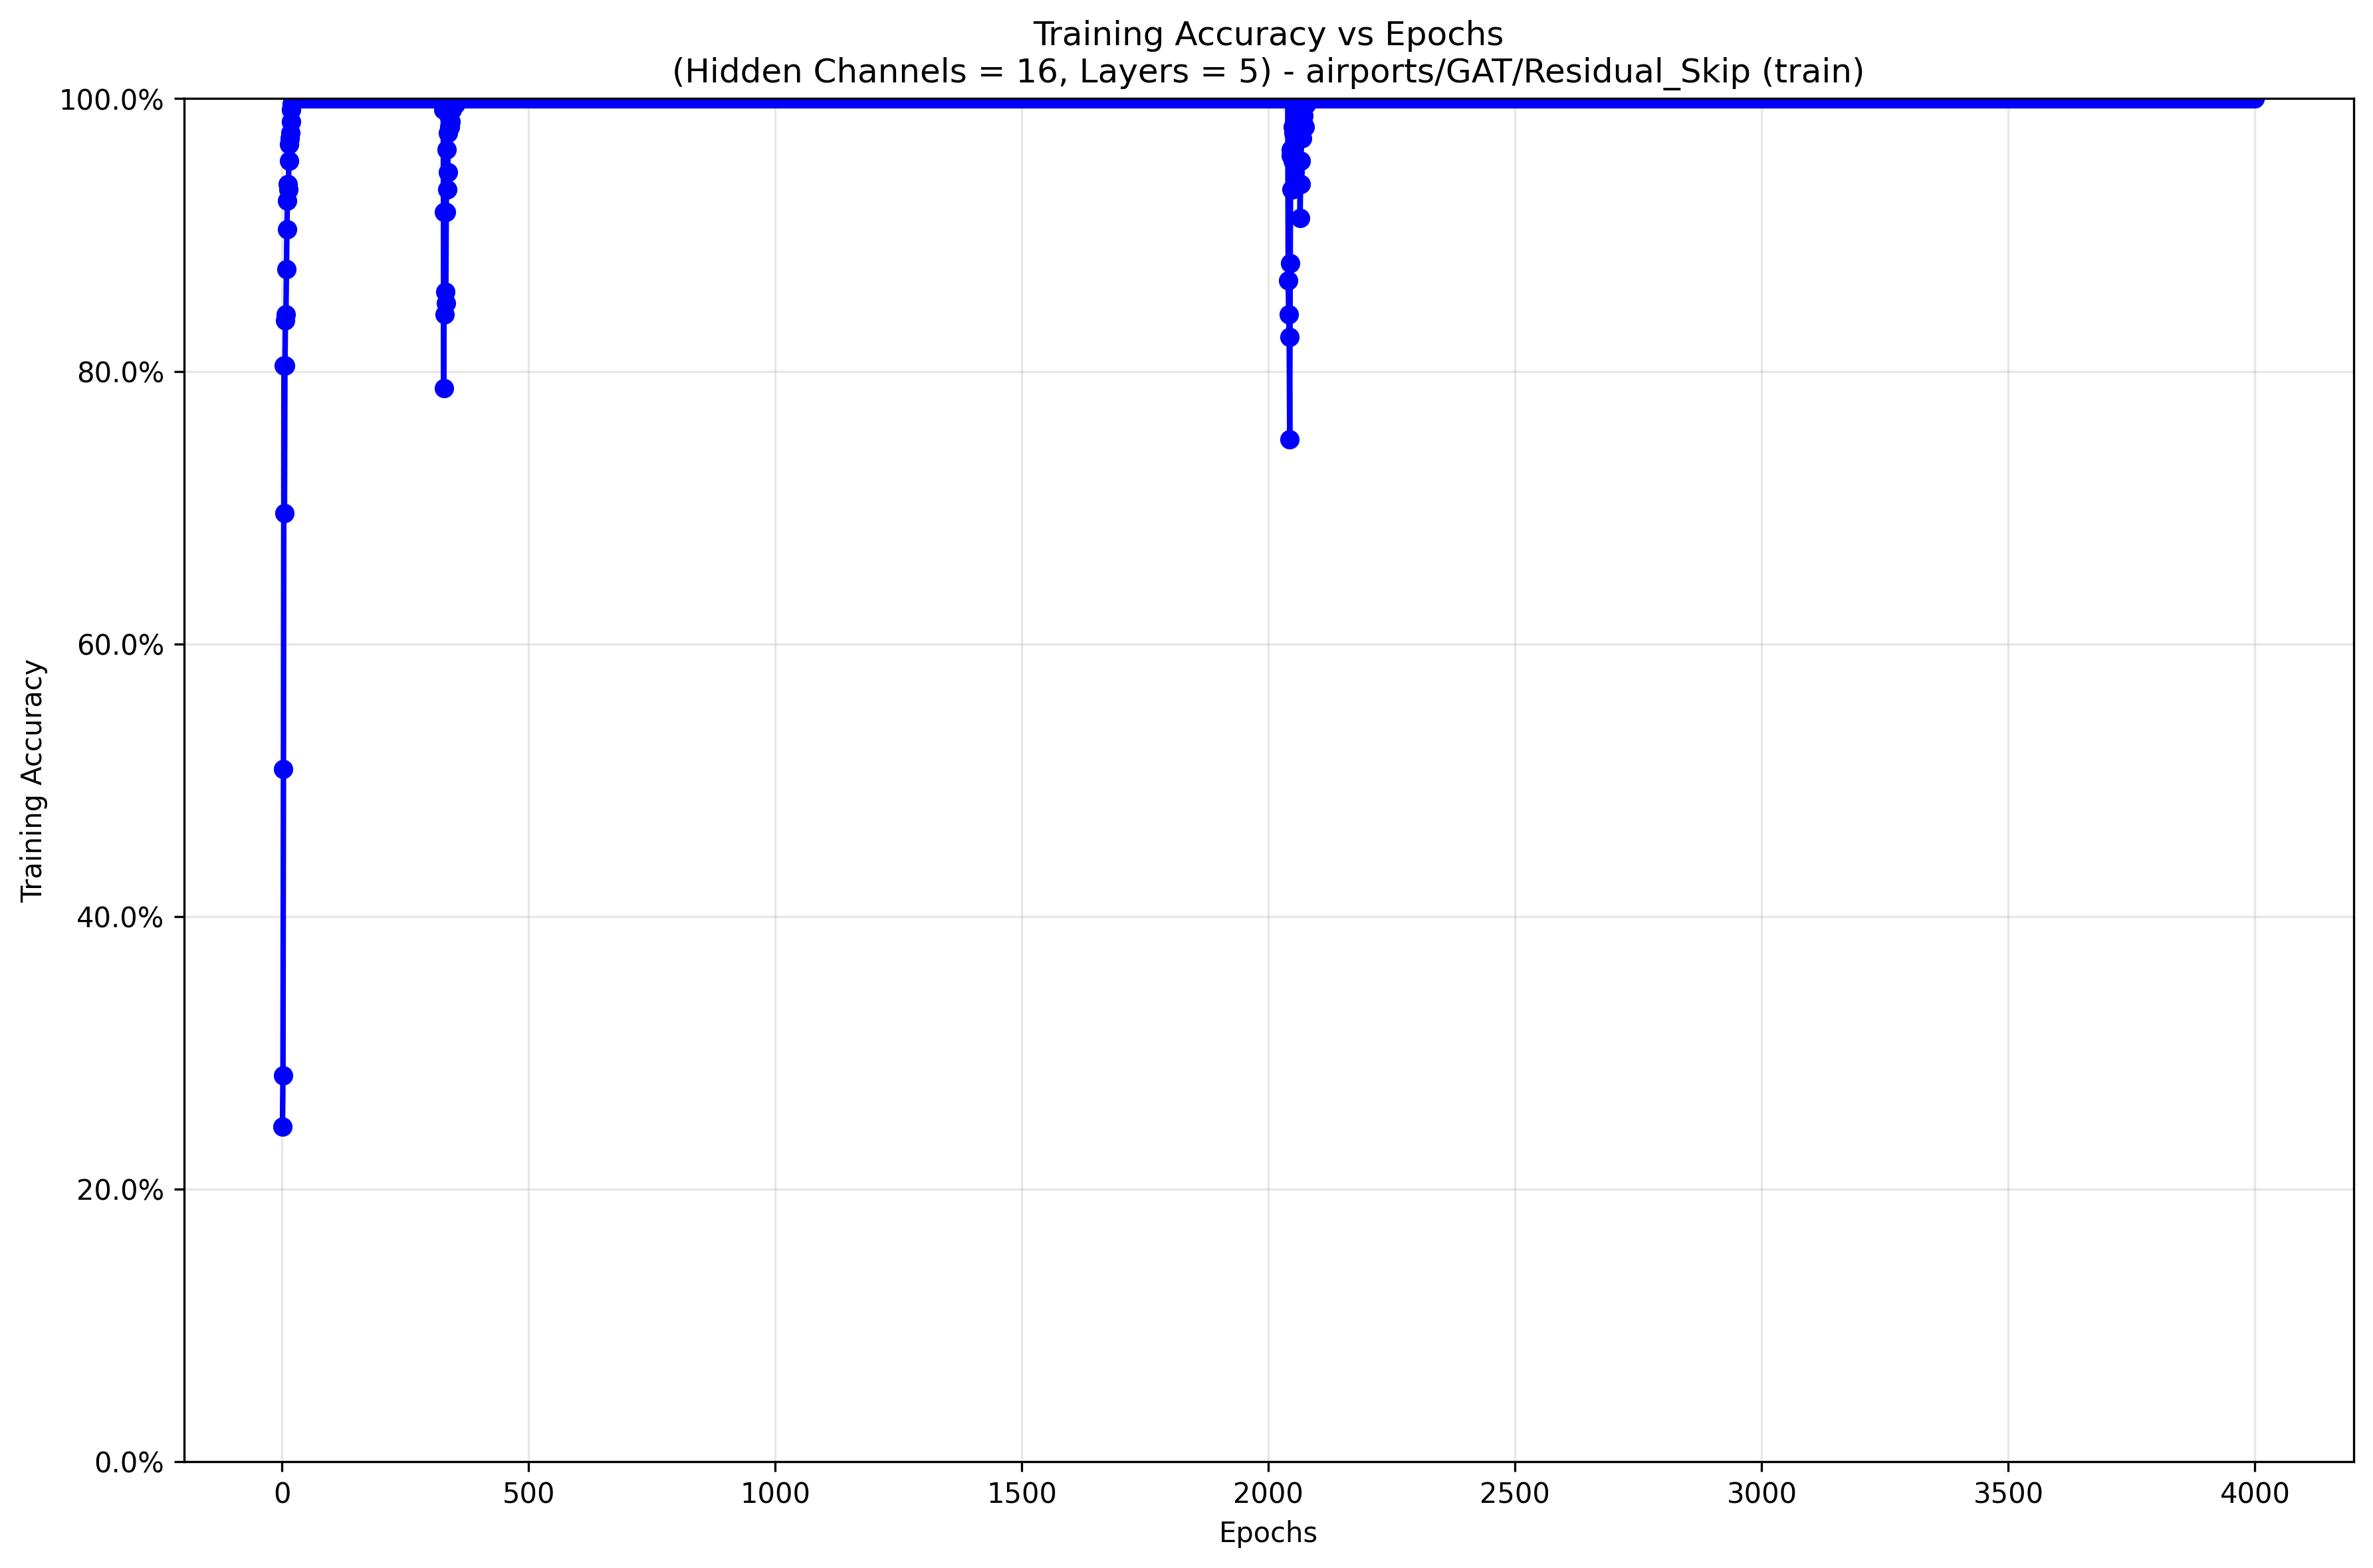 Training Accuracy vs Epochs
(Hidden Channels = 16, Layers = 5) - airports/GAT/Residual_Skip (train)
100.0%
80.0%
60.0%
40.0%
20.0%
0.0%
Training Accuracy
0 500 1000 1500 2000 2500 3000 3500 4000
Epochs